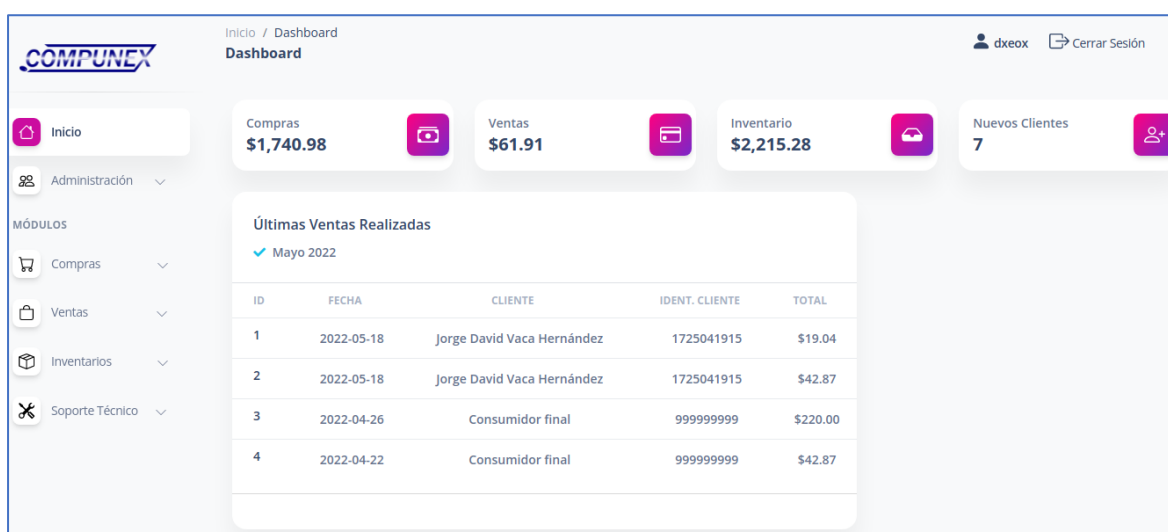 COMPUNEX
Inicio / Dashboard
Dashboard
dxeox Cerrar Sesión
Inicio
Administración
MÓDULOS
Compras
Ventas
Inventarios
Soporte Técnico
Compras
$1,740.98
Ventas
$61.91
Inventario
$2,215.28
Nuevos Clientes
7
Últimas Ventas Realizadas
Mayo 2022
ID FECHA CLIENTE IDENT. CLIENTE TOTAL
1 2022-05-18 Jorge David Vaca Hernández 1725041915 $19.04
2 2022-05-18 Jorge David Vaca Hernández 1725041915 $42.87
3 2022-04-26 Consumidor final 999999999 $220.00
4 2022-04-22 Consumidor final 999999999 $42.87